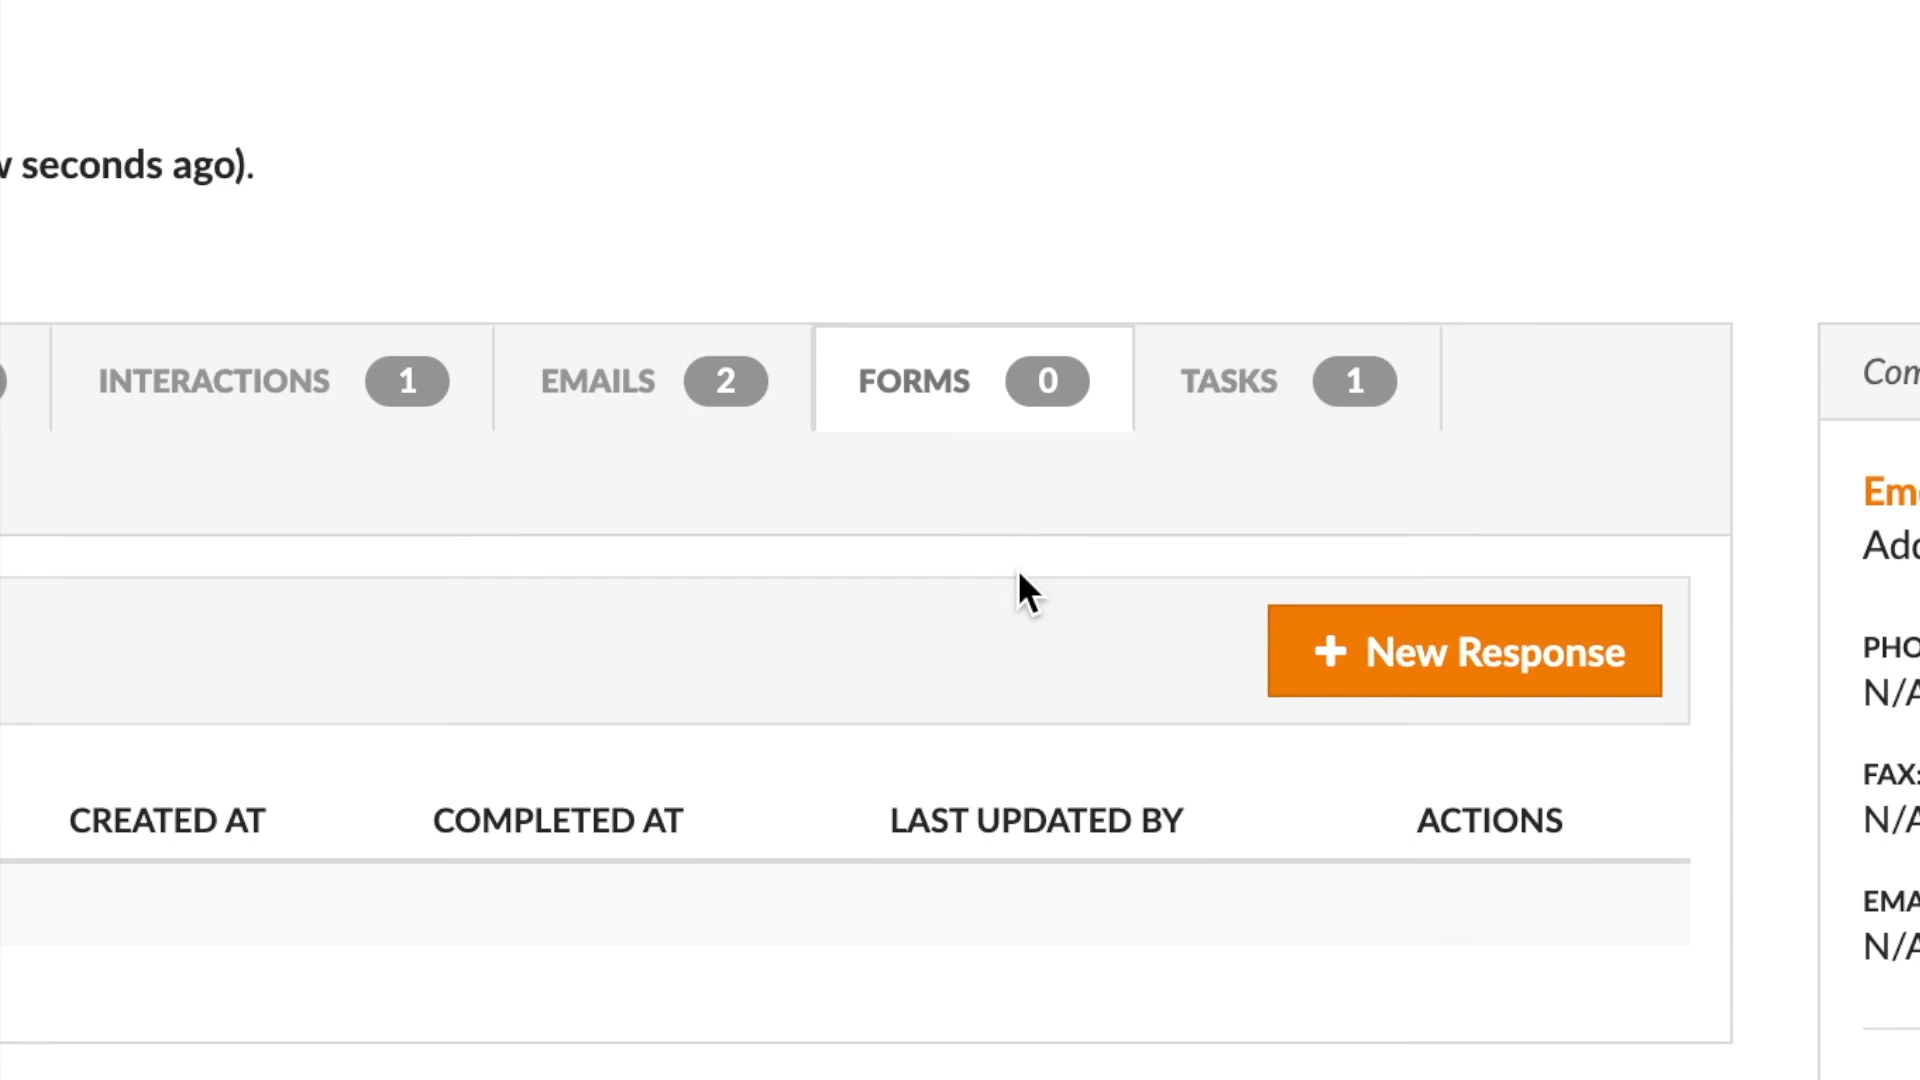 seconds ago).
INTERACTIONS 1 EMAILS 2 FORMS 0 TASKS 1
New Response
CREATED AT COMPLETED AT LAST UPDATED BY ACTIONS
N/A
FAX:
N/A
N/A